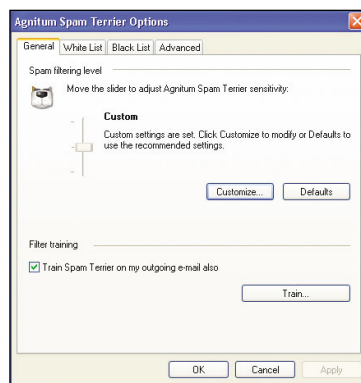 Agnitum Spam Terrier Options
General White List Black List Advanced
Spam filtering level
Move the slider to adjust Agnitum Spam Terrier sensitivity:
Custom
Custom settings are set. Click Customize to modify or Defaults to
use the recommended settings.
Customize... Defaults
Filter training
Train Spam Terrier on my outgoing e-mail also
Train...
OK Cancel Apply